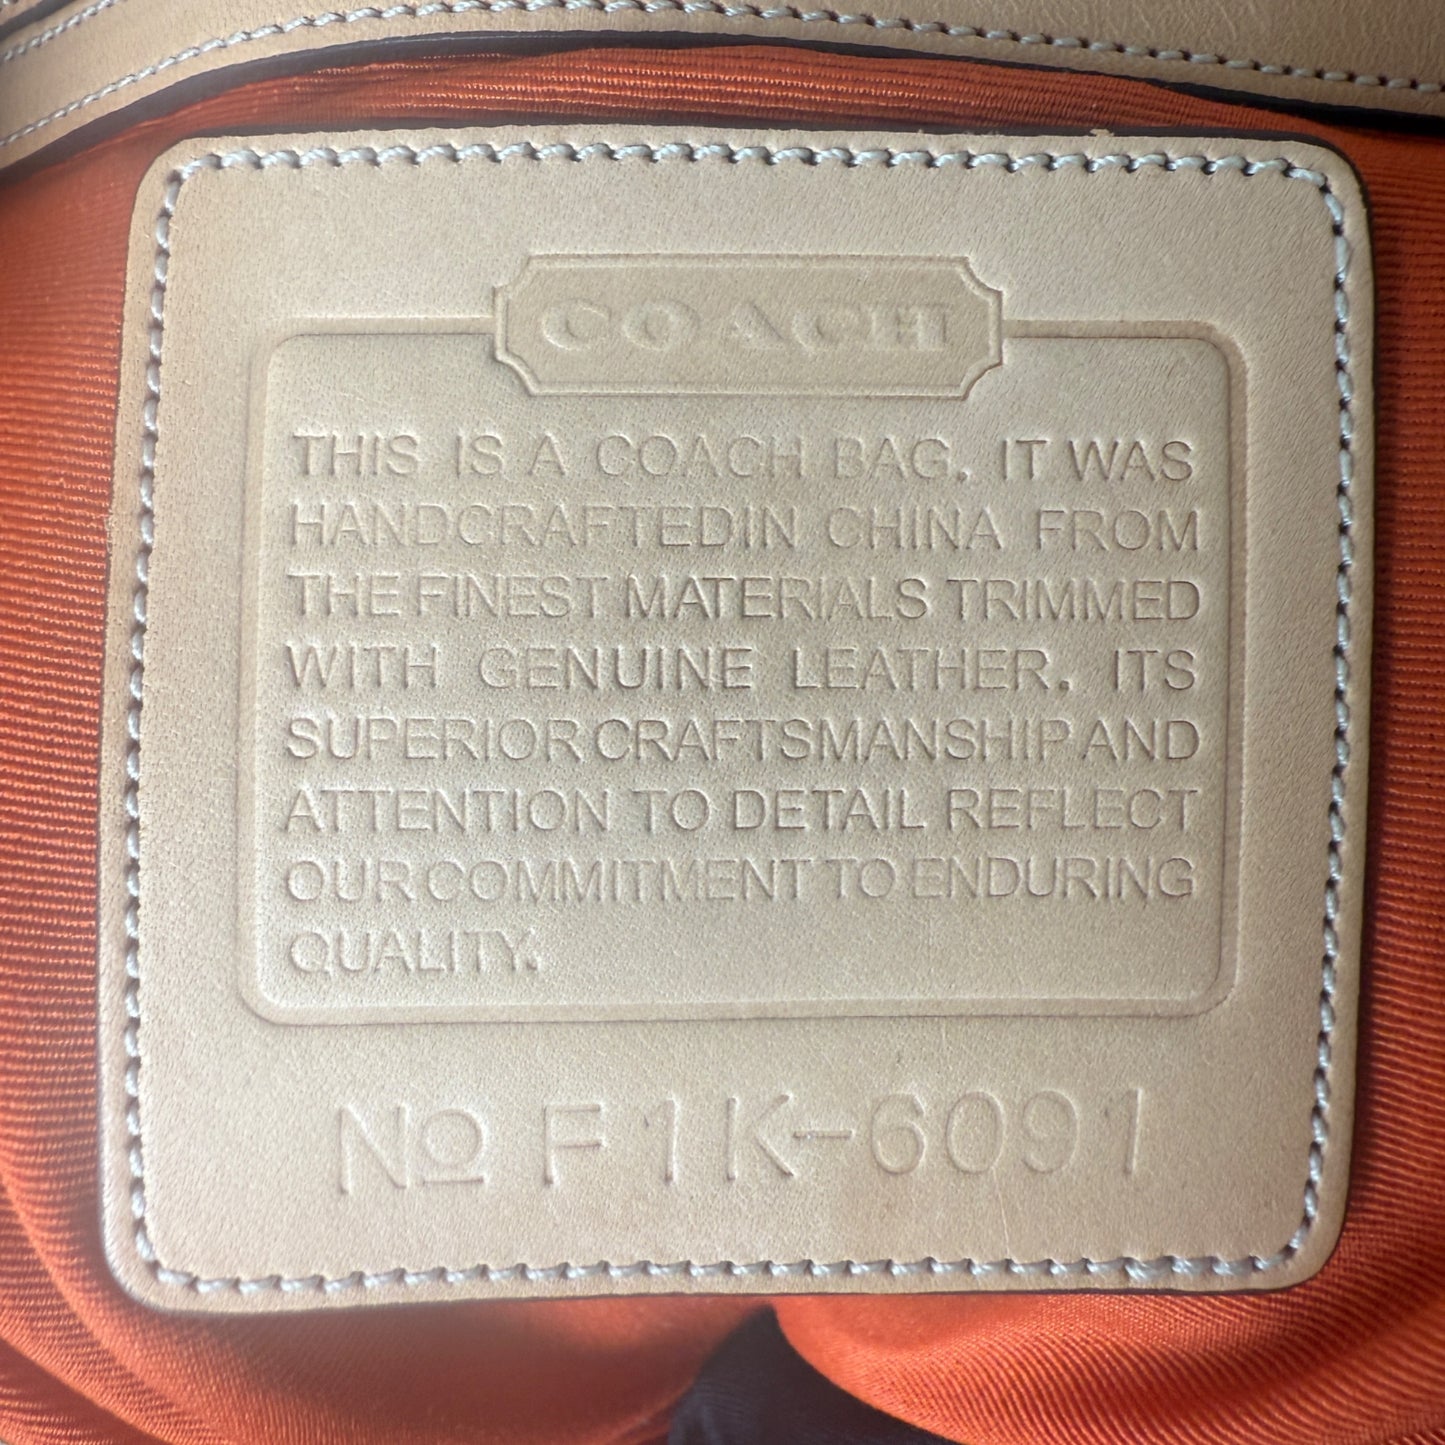 COACH
THIS IS A COACH BAG. IT WAS
HANDCRAFTEDIN CHINA FROM
THE FINEST MATERIALS TRIMMED
WITH GENUINE LEATHER. ITS
SUPERIOR CRAFTSMANSHIP AND
ATTENTION TO DETAIL REFLECT
OUR COMMITMENT TO ENDURING
QUALITY.
Nº F1K-6091